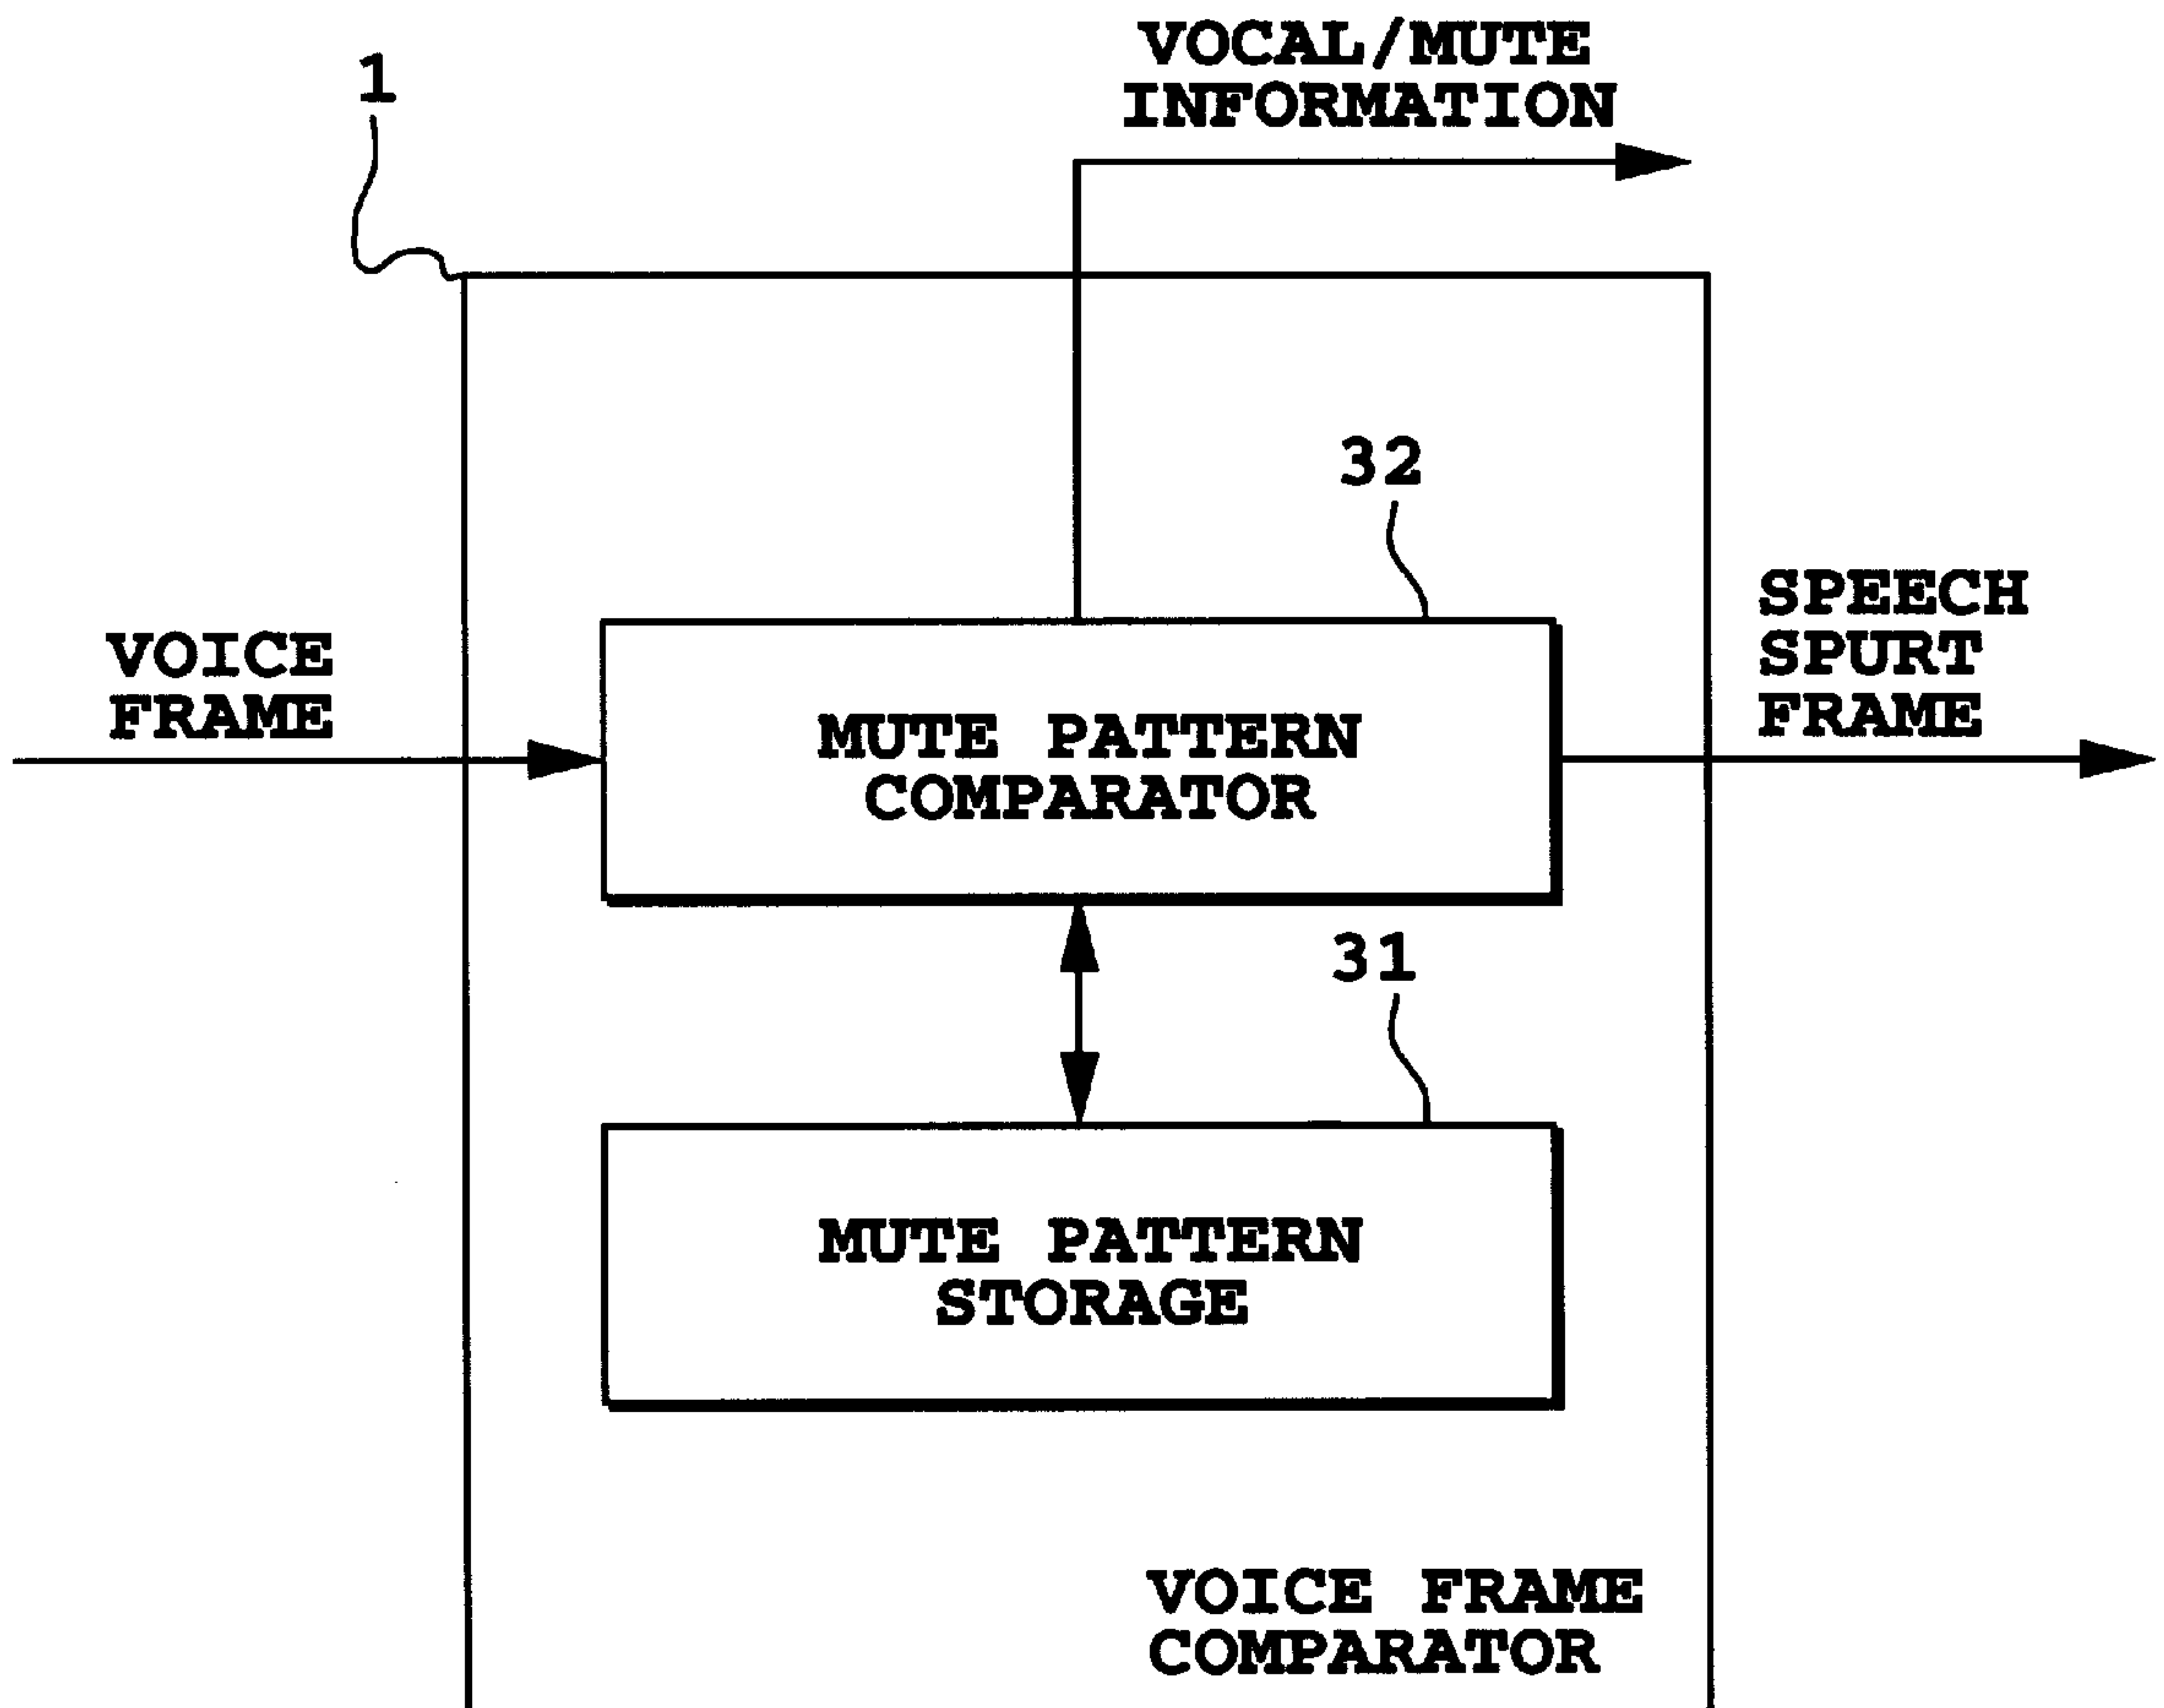 1
VOCAL/MUTE
INFORMATION
32
SPEECH
SPURT
FRAME
VOICE
FRAME
MUTE PATTERN
COMPARATOR
31
MUTE PATTERN
STORAGE
VOICE FRAME
COMPARATOR